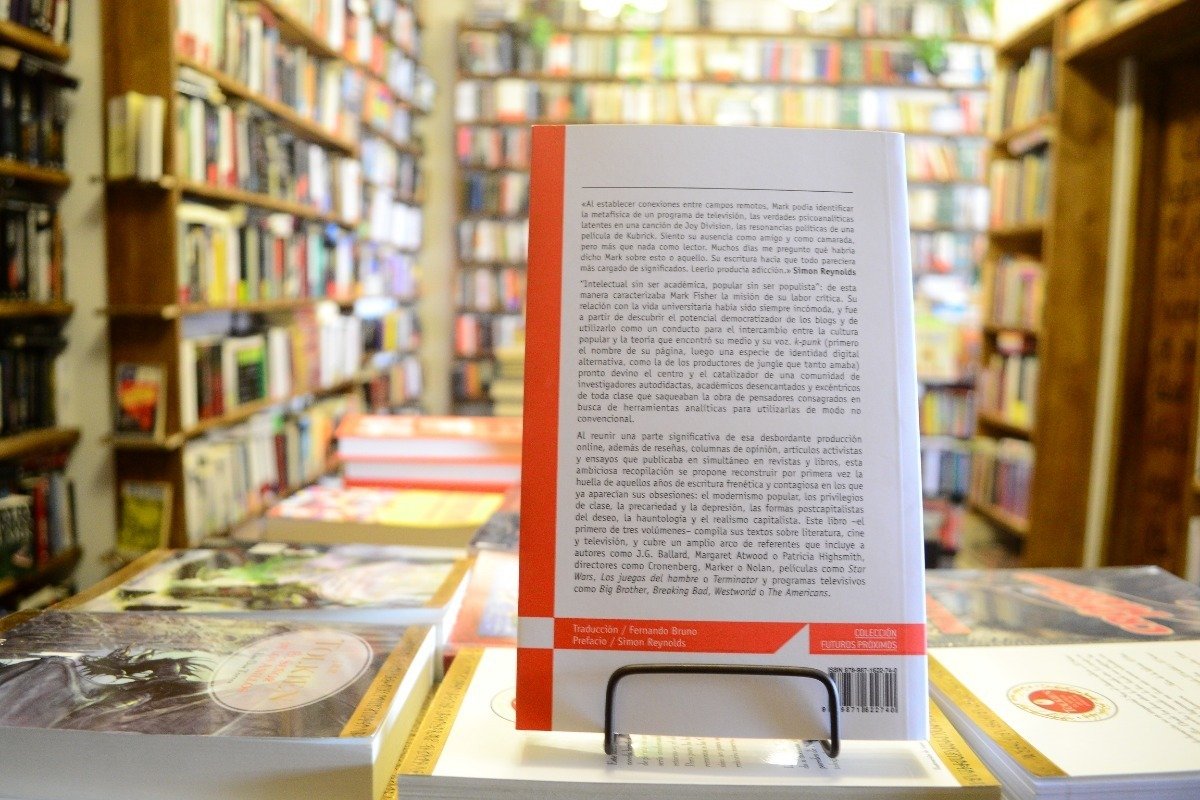 «Al establecer conexiones entre campos remotos, Mark podía identificar
la metafísica de un programa de televisión, las verdades psicoanalíticas
latentes en una canción de Joy Division, las resonancias políticas de una
película de Kubrick. Siento su ausencia como amigo y como camarada,
pero más que nada como lector. Muchos días me pregunto qué habría
dicho Mark sobre esto o aquello. Su escritura hacía que todo pareciera
más cargado de significados. Leerlo producía adicción.» Simon Reynolds
"Intelectual sin ser académica, popular sin ser populista": de esta
manera caracterizaba Mark Fisher la misión de su labor crítica. Su
relación con la vida universitaria había sido siempre incómoda, y fue
a partir de descubrir el potencial democratizador de los blogs y de
utilizarlo como un conducto para el intercambio entre la cultura
popular y la teoría que encontró su medio y su voz. k-punk (primero
el nombre de su página, luego una especie de identidad digital
alternativa, como la de los productores de jungle que tanto amaba)
pronto devino el centro y el catalizador de una comunidad de
investigadores autodidactas, académicos desencantados y excéntricos
de toda clase que saqueaban la obra de pensadores consagrados en
busca de herramientas analíticas para utilizarlas de modo no
convencional.
Al reunir una parte significativa de esa desbordante producción
online, además de reseñas, columnas de opinión, artículos activistas
y ensayos que publicaba en simultáneo en revistas y libros, esta
ambiciosa recopilación se propone reconstruir por primera vez la
huella de aquellos años de escritura frenética y contagiosa en los que
ya aparecían sus obsesiones: el modernismo popular, los privilegios
de clase, la precariedad y la depresión, las formas postcapitalistas
del deseo, la hauntología y el realismo capitalista. Este libro –el
primero de tres volúmenes– compila sus textos sobre literatura, cine
y televisión, y cubre un amplio arco de referentes que incluye a
autores como J.G. Ballard, Margaret Atwood o Patricia Highsmith,
directores como Cronenberg, Marker o Nolan, películas como Star
Wars, Los juegos del hambre o Terminator y programas televisivos
como Big Brother, Breaking Bad, Westworld o The Americans.
Traducción / Fernando Bruno
Prefacio / Simon Reynolds
COLECCIÓN
FUTUROS PRÓXIMOS
ISBN 978-987-1622-74-0